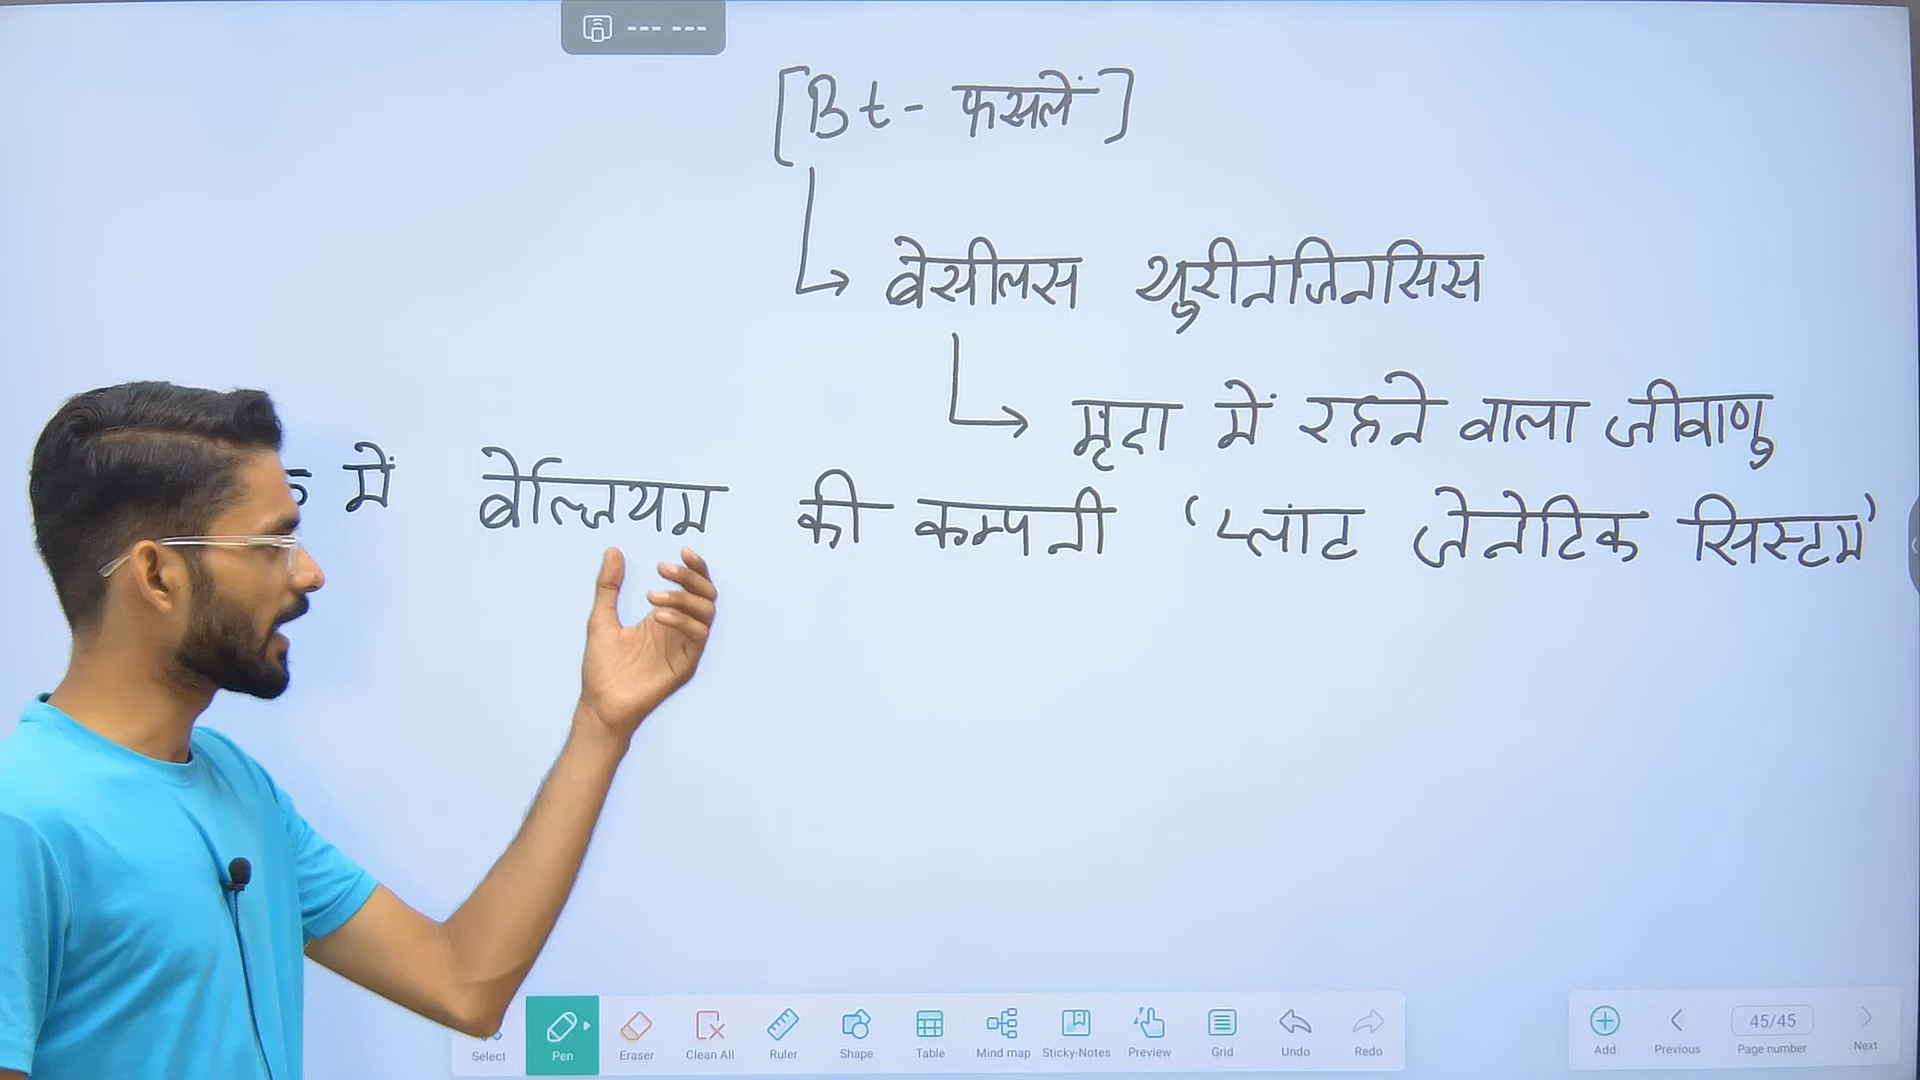 [Bt - फसलें]
बेसीलस थुरीनजिनसिस
मृदा में रहने वाला जीवाणु
में बेल्जियम की कम्पनी 'प्लांट जेनेटिक सिस्टम'
Select
Pen
Eraser
Clean All
Ruler
Shape
Table
Mind map
Sticky-Notes
Preview
Grid
Undo
Redo
Add
Previous
45/45
Page number
Next